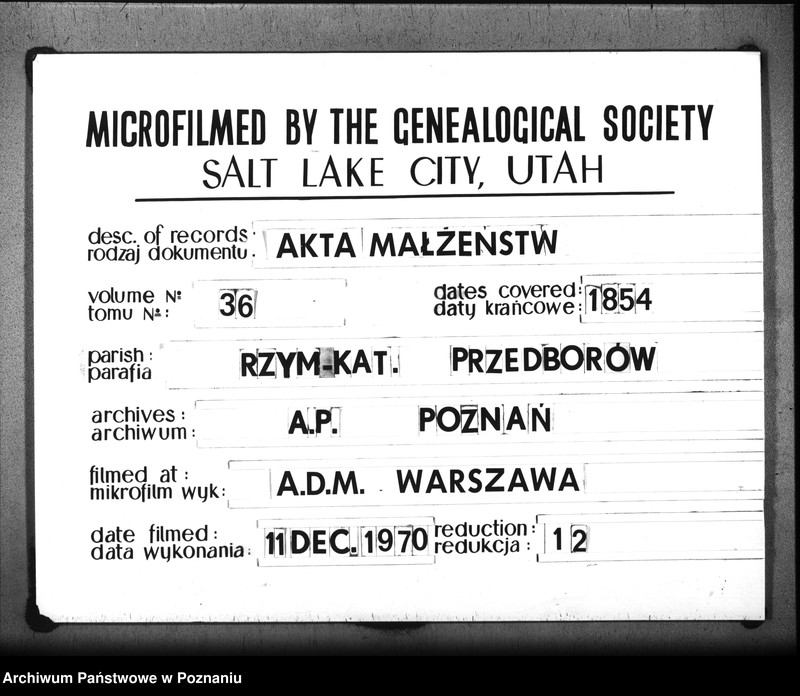 MICROFILMED BY THE GENEALOGICAL SOCIETY
SALT LAKE CITY, UTAH
desc. of records:
rodzaj dokumentu. AKTA MAŁŻEŃSTW
volume №
tomu №: 36
dates covered:
daty krańcowe: 1854
parish:
parafia RZYM-KAT. PRZEDBORÓW
archives:
archiwum: A.P. POZNAŃ
filmed at:
mikrofilm wyk: A.D.M. WARSZAWA
date filmed:
data wykonania: 11 DEC. 1970
reduction:
redukcja: 12
Archiwum Państwowe w Poznaniu